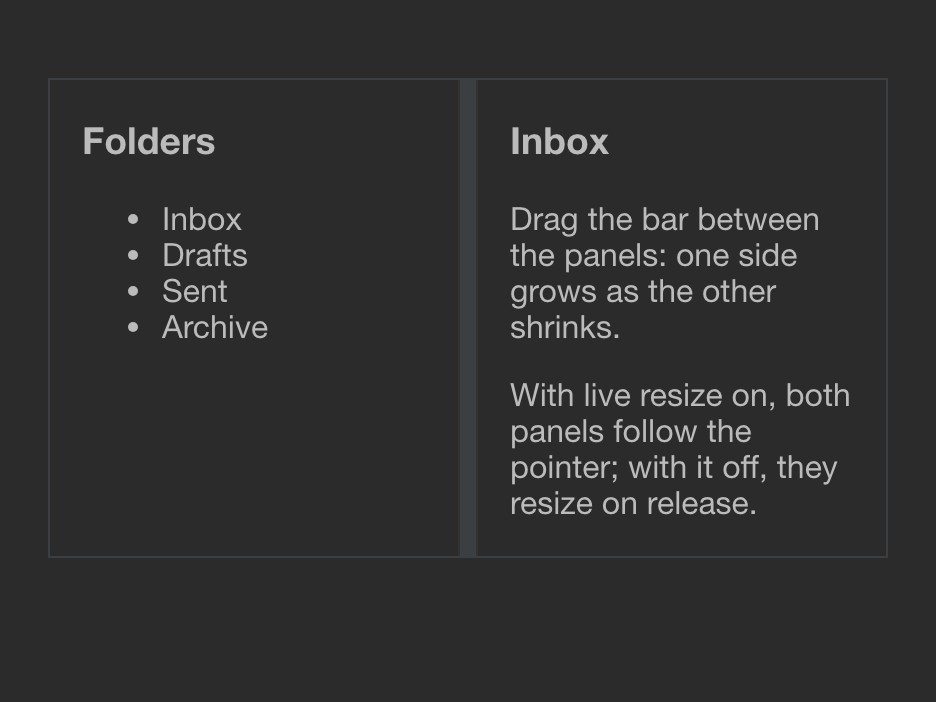 Folders
• Inbox
• Drafts
• Sent
• Archive
Inbox
Drag the bar between
the panels: one side
grows as the other
shrinks.
With live resize on, both
panels follow the
pointer; with it off, they
resize on release.